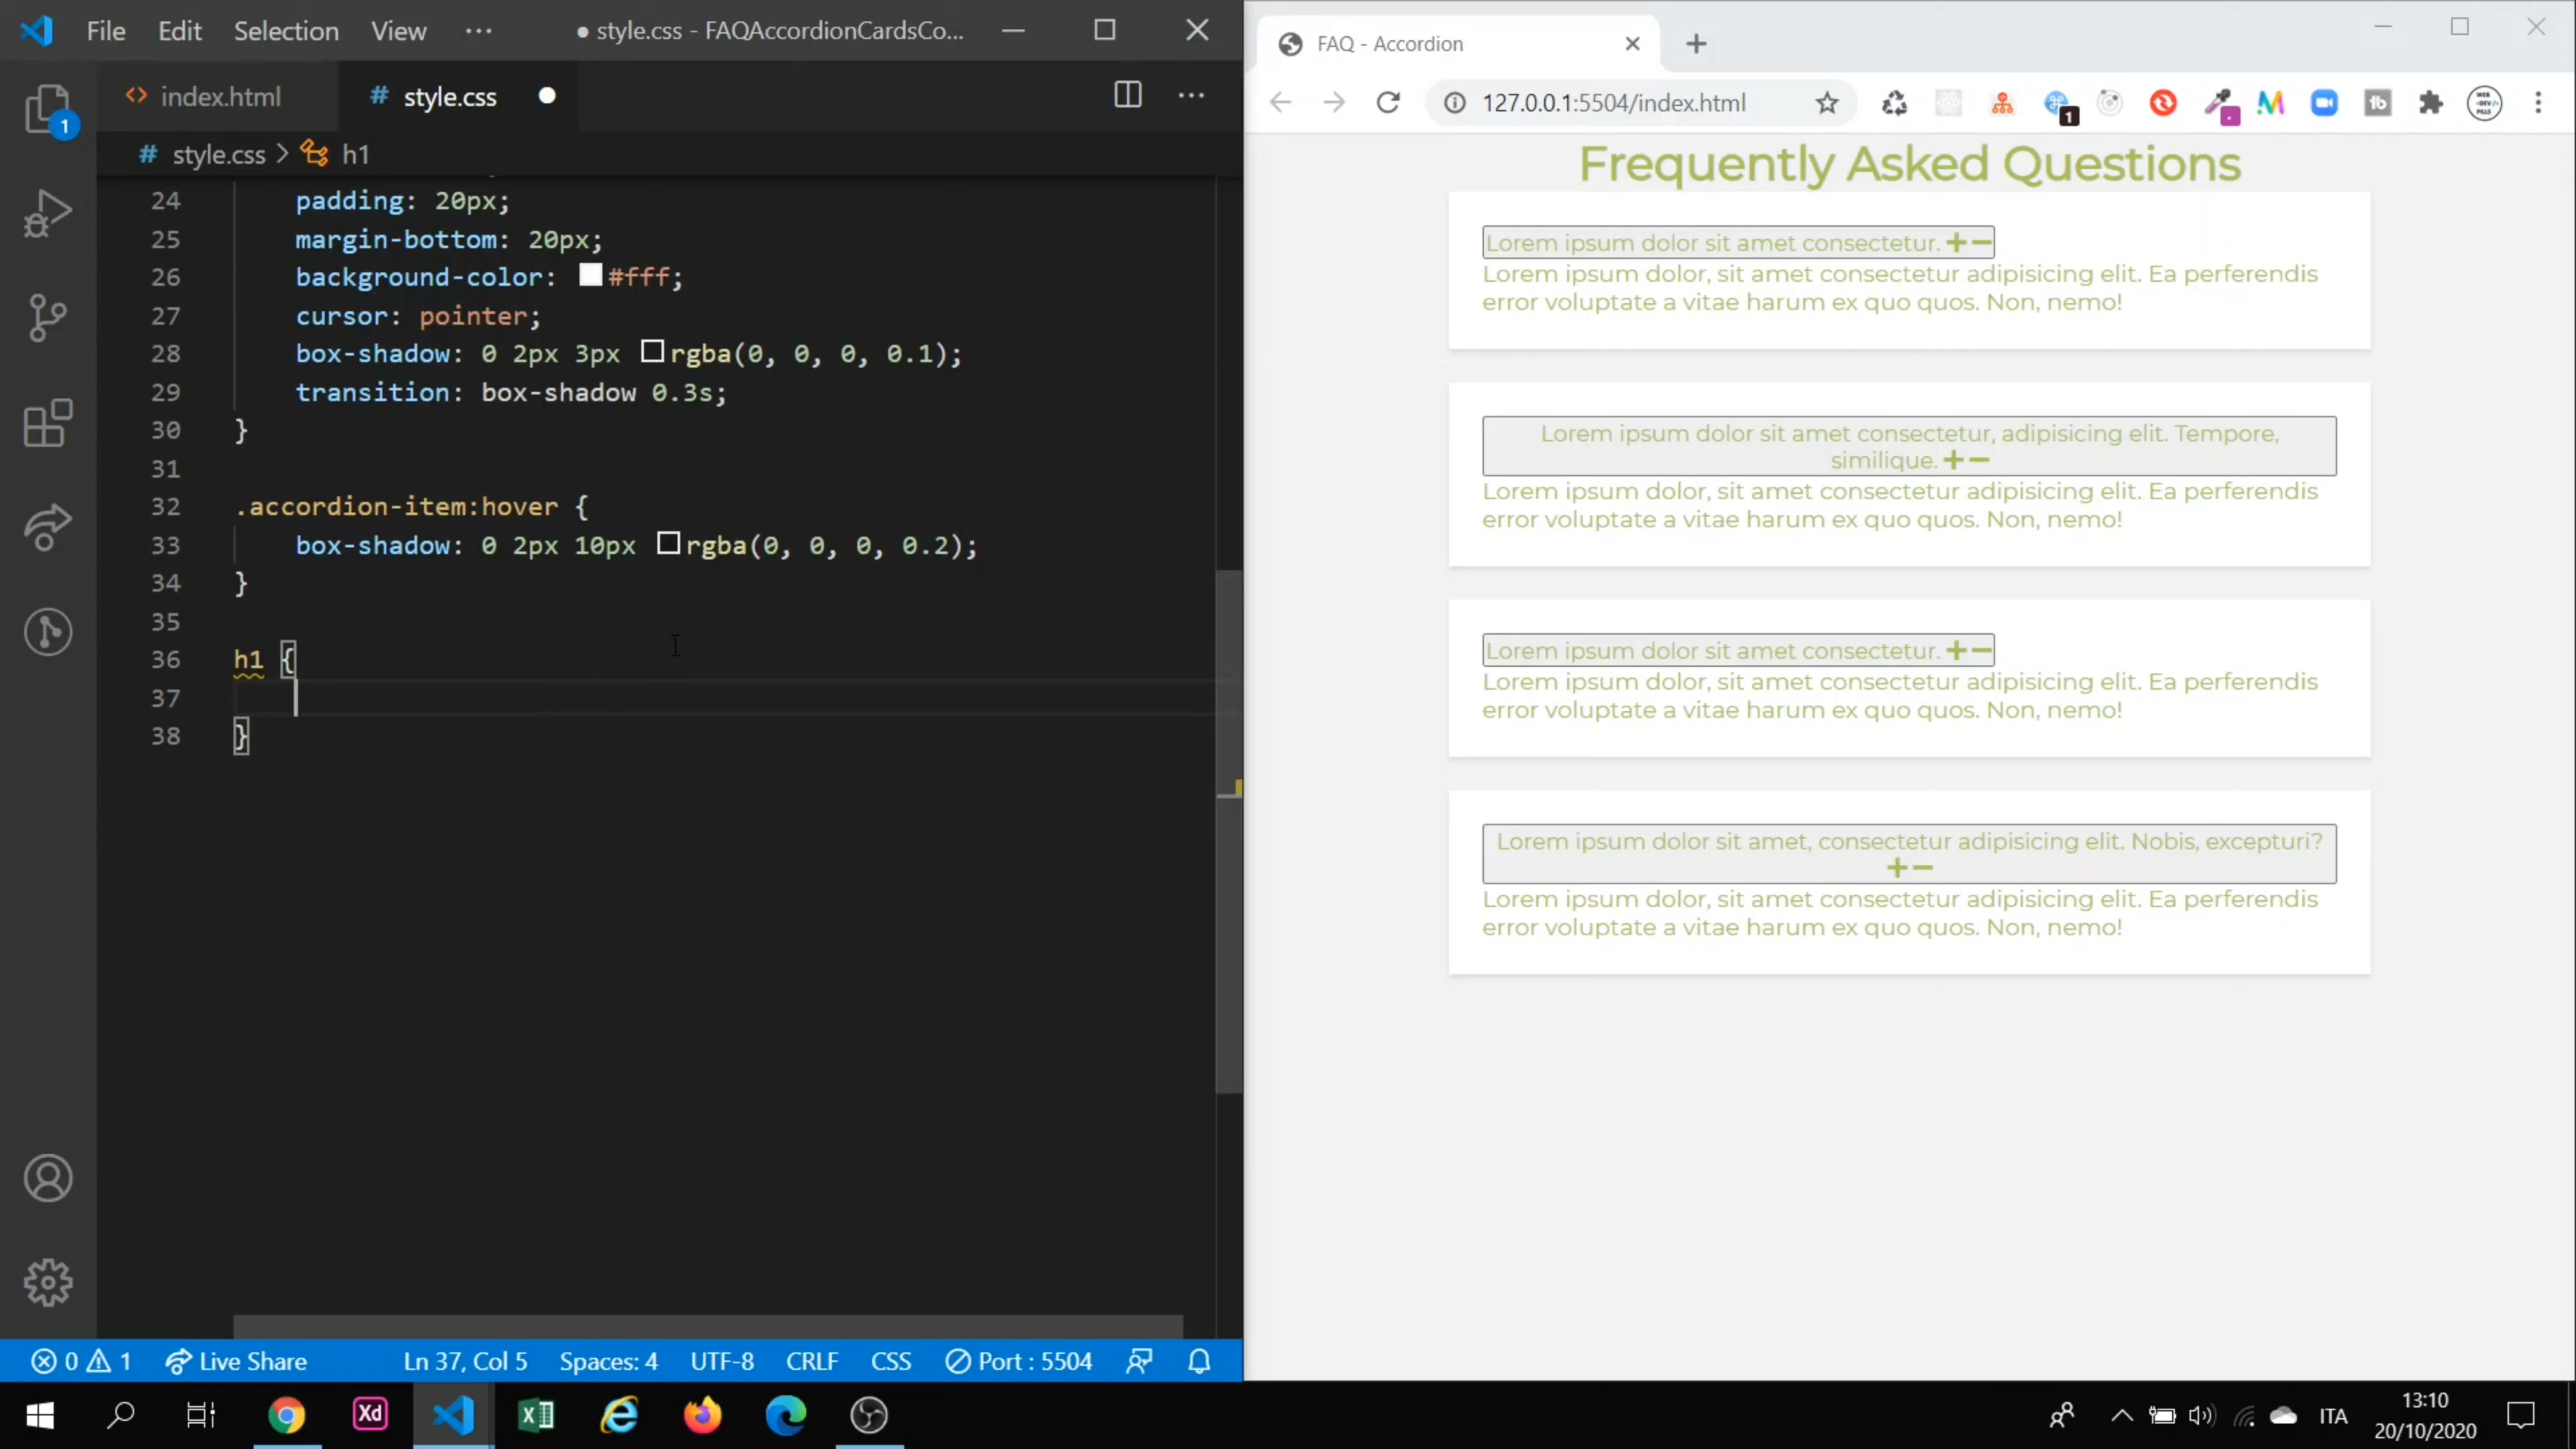 File Edit Selection View ··· ● style.css - FAQAccordionCardsCo...
index.html # style.css
# style.css > h1
24 padding: 20px;
25 margin-bottom: 20px;
26 background-color: #fff;
27 cursor: pointer;
28 box-shadow: 0 2px 3px rgba(0, 0, 0, 0.1);
29 transition: box-shadow 0.3s;
30 }
31
32 .accordion-item:hover {
33 box-shadow: 0 2px 10px rgba(0, 0, 0, 0.2);
34 }
35
36 h1 {
37
38 }
1
0 1 Live Share Ln 37, Col 5 Spaces: 4 UTF-8 CRLF CSS Port : 5504
FAQ - Accordion
127.0.0.1:5504/index.html
1
Frequently Asked Questions
Lorem ipsum dolor sit amet consectetur. + −
Lorem ipsum dolor, sit amet consectetur adipisicing elit. Ea perferendis
error voluptate a vitae harum ex quo quos. Non, nemo!
Lorem ipsum dolor sit amet consectetur, adipisicing elit. Tempore,
similique. + −
Lorem ipsum dolor, sit amet consectetur adipisicing elit. Ea perferendis
error voluptate a vitae harum ex quo quos. Non, nemo!
Lorem ipsum dolor sit amet consectetur. + −
Lorem ipsum dolor, sit amet consectetur adipisicing elit. Ea perferendis
error voluptate a vitae harum ex quo quos. Non, nemo!
Lorem ipsum dolor sit amet, consectetur adipisicing elit. Nobis, excepturi?
+ −
Lorem ipsum dolor, sit amet consectetur adipisicing elit. Ea perferendis
error voluptate a vitae harum ex quo quos. Non, nemo!
Xd
ITA
13:10
20/10/2020